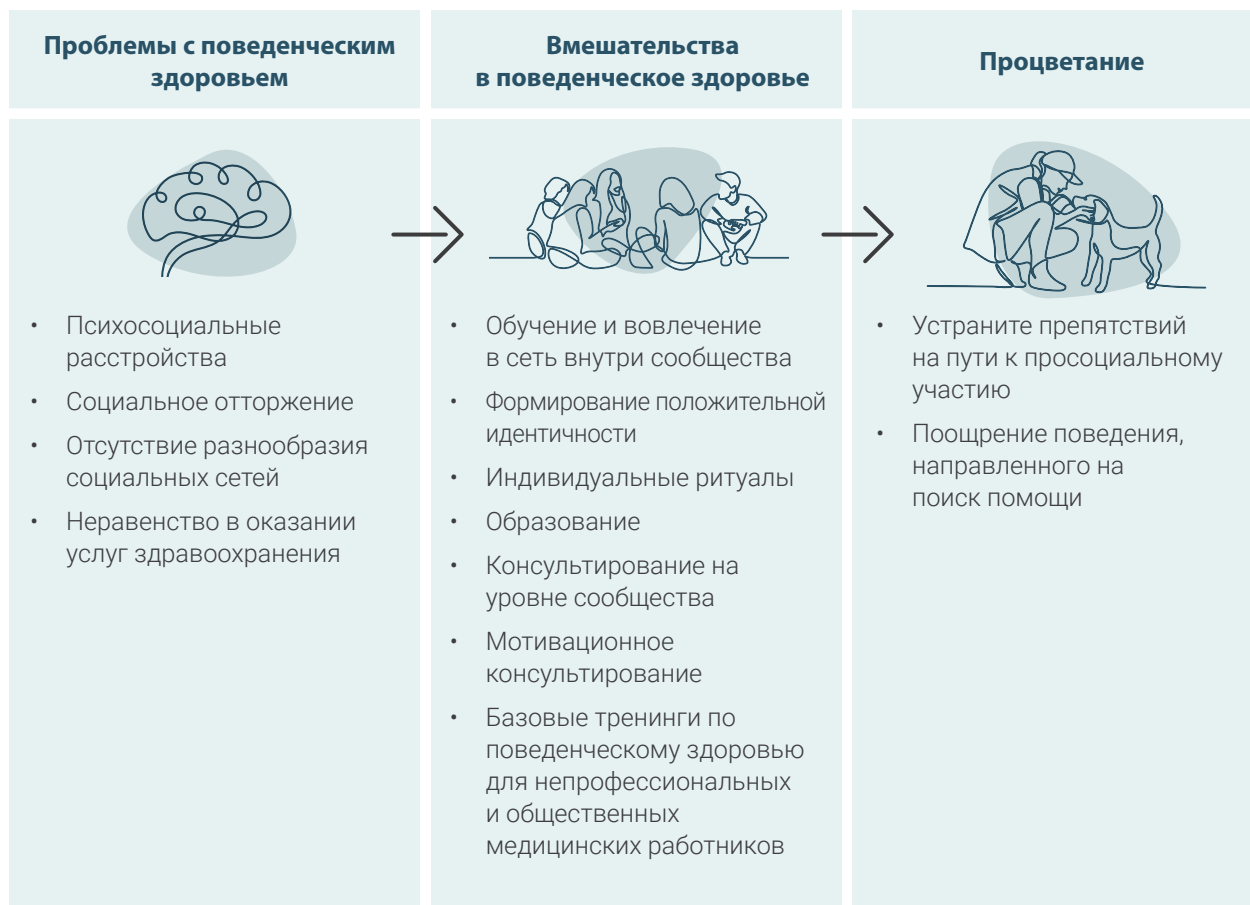 Проблемы с поведенческим
здоровьем
Вмешательства
в поведенческое здоровье
Процветание
• Психосоциальные
расстройства
• Социальное отторжение
• Отсутствие разнообразия
социальных сетей
• Неравенство в оказании
услуг здравоохранения
• Обучение и вовлечение
в сеть внутри сообщества
• Формирование положительной
идентичности
• Индивидуальные ритуалы
• Образование
• Консультирование на
уровне сообщества
• Мотивационное
консультирование
• Базовые тренинги по
поведенческому здоровью
для непрофессиональных
и общественных
медицинских работников
• Устраните препятствий
на пути к просоциальному
участию
• Поощрение поведения,
направленного на
поиск помощи